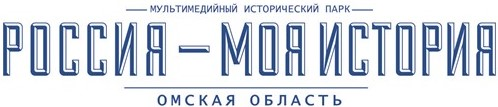 МУЛЬТИМЕДИЙНЫЙ ИСТОРИЧЕСКИЙ ПАРК
РОССИЯ — МОЯ ИСТОРИЯ
ОМСКАЯ ОБЛАСТЬ